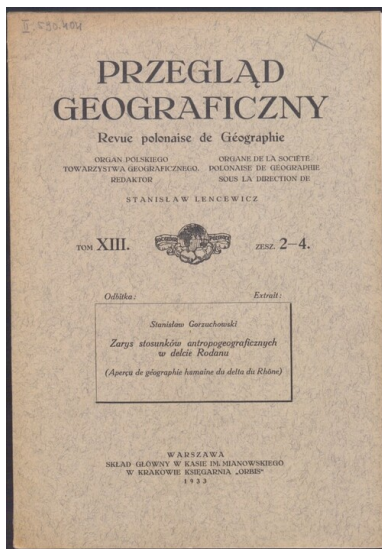 II 590.404
PRZEGLĄD
GEOGRAFICZNY
Revue polonaise de Géographie
ORGAN POLSKIEGO
TOWARZYSTWA GEOGRAFICZNEGO.
REDAKTOR
ORGANE DE LA SOCIÉTÉ
POLONAISE DE GÉOGRAPHIE
SOUS LA DIRECTION DE
STANISŁAW LENCEWICZ
TOM XIII.
ZESZ. 2–4.
Odbitka:
Extrait:
Stanisław Gorzuchowski
Zarys stosunków antropogeograficznych
w delcie Rodanu
(Aperçu de géographie humaine du delta du Rhône)
WARSZAWA
SKŁAD GŁÓWNY W KASIE IM. MIANOWSKIEGO
W KRAKOWIE KSIĘGARNIA „ORBIS"
1933